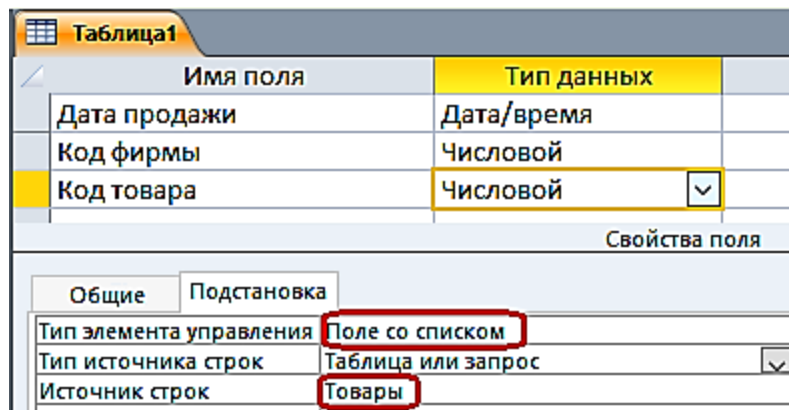 Таблица1
Имя поля Тип данных
Дата продажи Дата/время
Код фирмы Числовой
Код товара Числовой
Свойства поля
Общие Подстановка
Тип элемента управления Поле со списком
Тип источника строк Таблица или запрос
Источник строк Товары